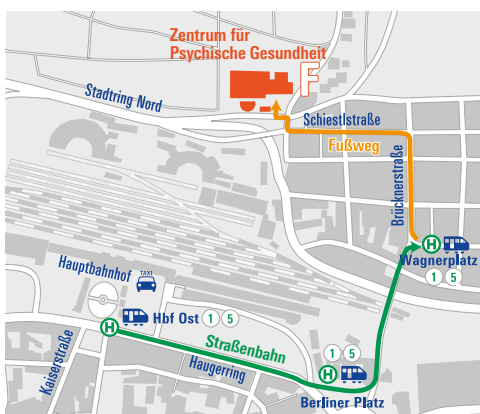 Zentrum für
Psychische Gesundheit
F
Stadtring Nord
Schiestlstraße
Fußweg
Brücknerstraße
H
Wagnerplatz
1 5
Hauptbahnhof
TAXI
H
Hbf Ost 1 5
Straßenbahn
Haugerring
Kaiserstraße
1 5
H
Berliner Platz